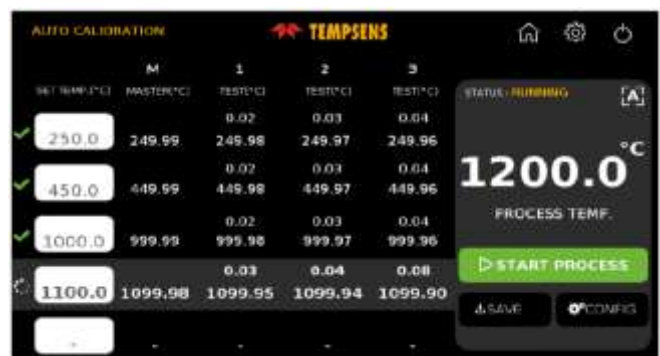 AUTO CALIBRATION
TEMPSENS
M 1 2 3
SET TEMP.(°C) MASTER(°C) TEST(°C) TEST(°C) TEST(°C)
0.02 0.03 0.04
250.0 249.99 249.98 249.97 249.96
0.02 0.03 0.04
450.0 449.99 449.98 449.97 449.96
0.02 0.03 0.04
1000.0 999.99 999.98 999.97 999.96
0.03 0.04 0.08
1100.0 1099.98 1099.95 1099.94 1099.90
- - - - -
STATUS: RUNNING
[A]
1200.0 °C
PROCESS TEMP.
START PROCESS
SAVE CONFIG